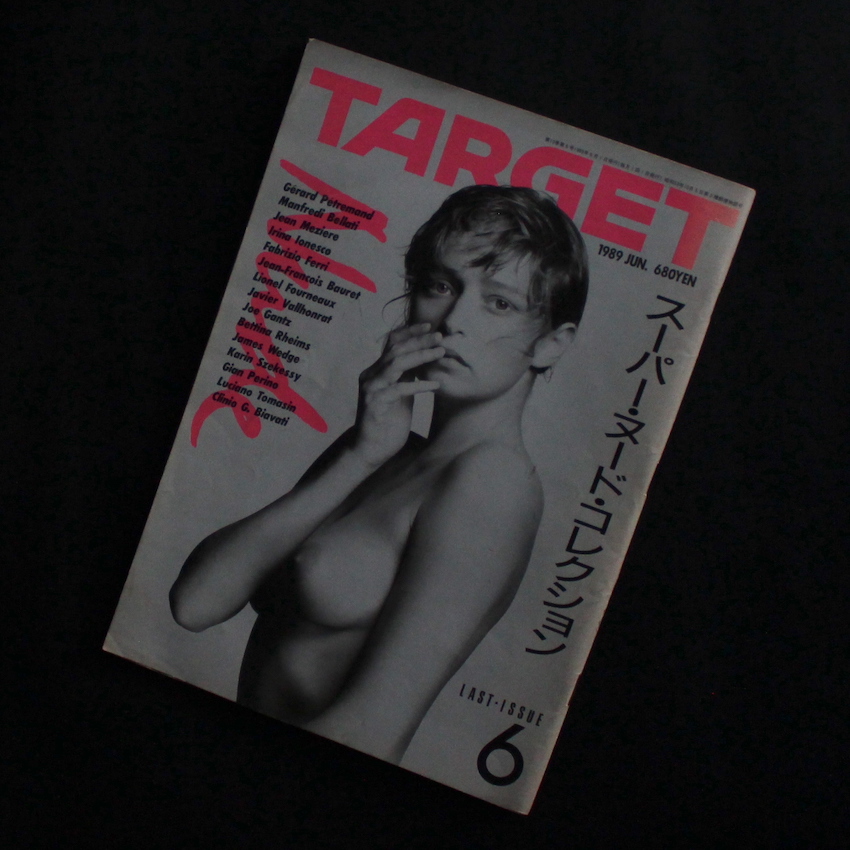 TARGET
1989 JUN. 680YEN
Gérard Pétremand
Manfredi Bellati
Jean Meziere
Irina Ionesco
Fabrizio Ferri
Jean-François Bauret
Lionel Fourneaux
Javier Vallhonrat
Joe Gantz
Bettina Rheims
James Wedge
Karin Szekessy
Gian Perino
Luciano Tomasin
Clinio G. Biavati
スーパー・ヌード・コレクション
LAST・ISSUE
6